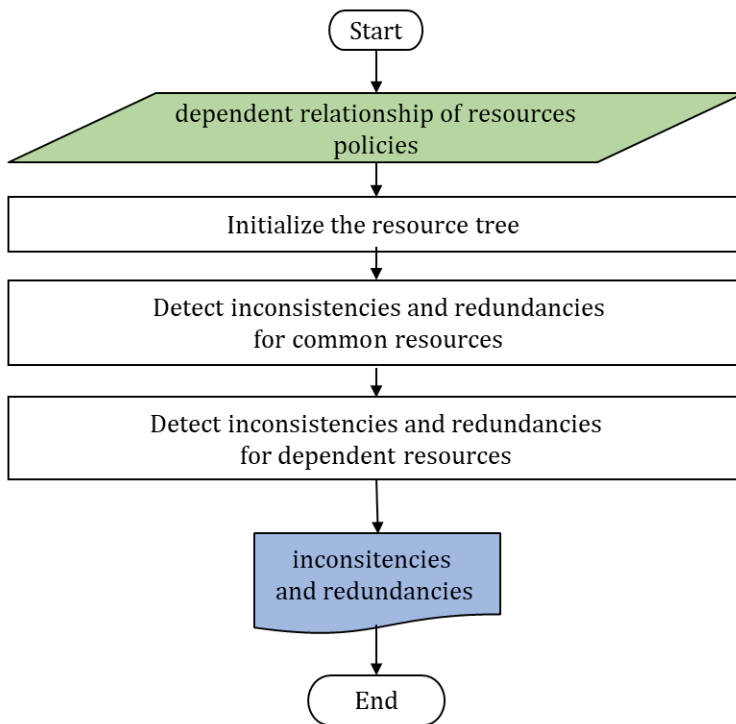 Start
dependent relationship of resources
policies
Initialize the resource tree
Detect inconsistencies and redundancies
for common resources
Detect inconsistencies and redundancies
for dependent resources
inconsitencies
and redundancies
End